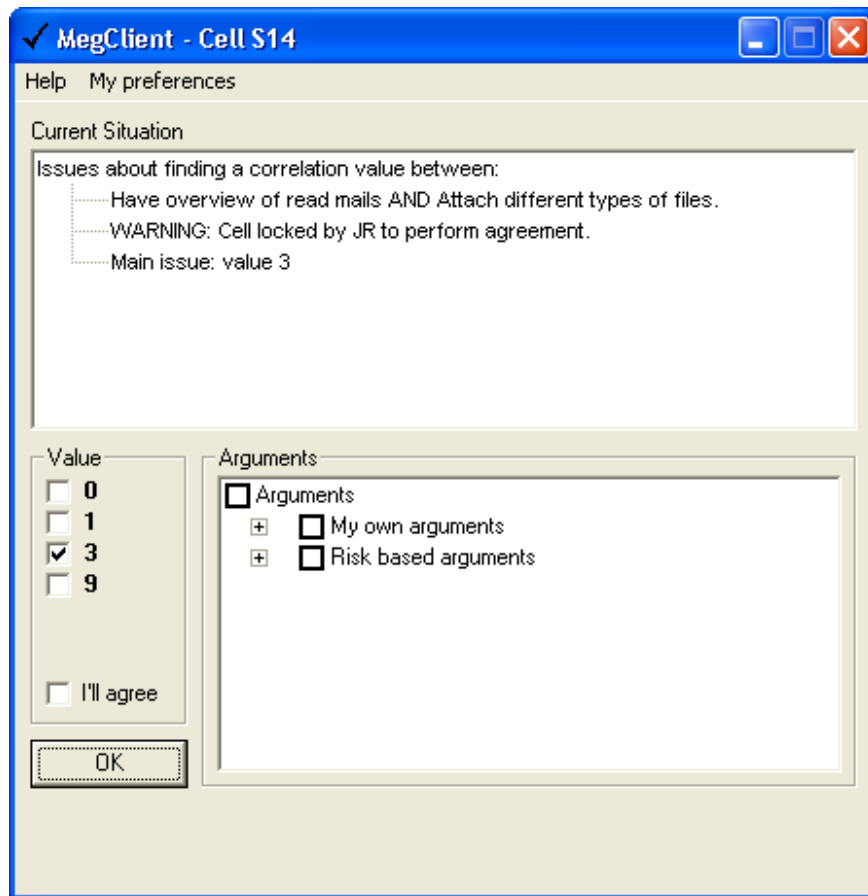 MegClient - Cell S14
Help My preferences
Current Situation
Issues about finding a correlation value between:
Have overview of read mails AND Attach different types of files.
WARNING: Cell locked by JR to perform agreement.
Main issue: value 3
Value
0
1
3
9
I'll agree
OK
Arguments
Arguments
My own arguments
Risk based arguments